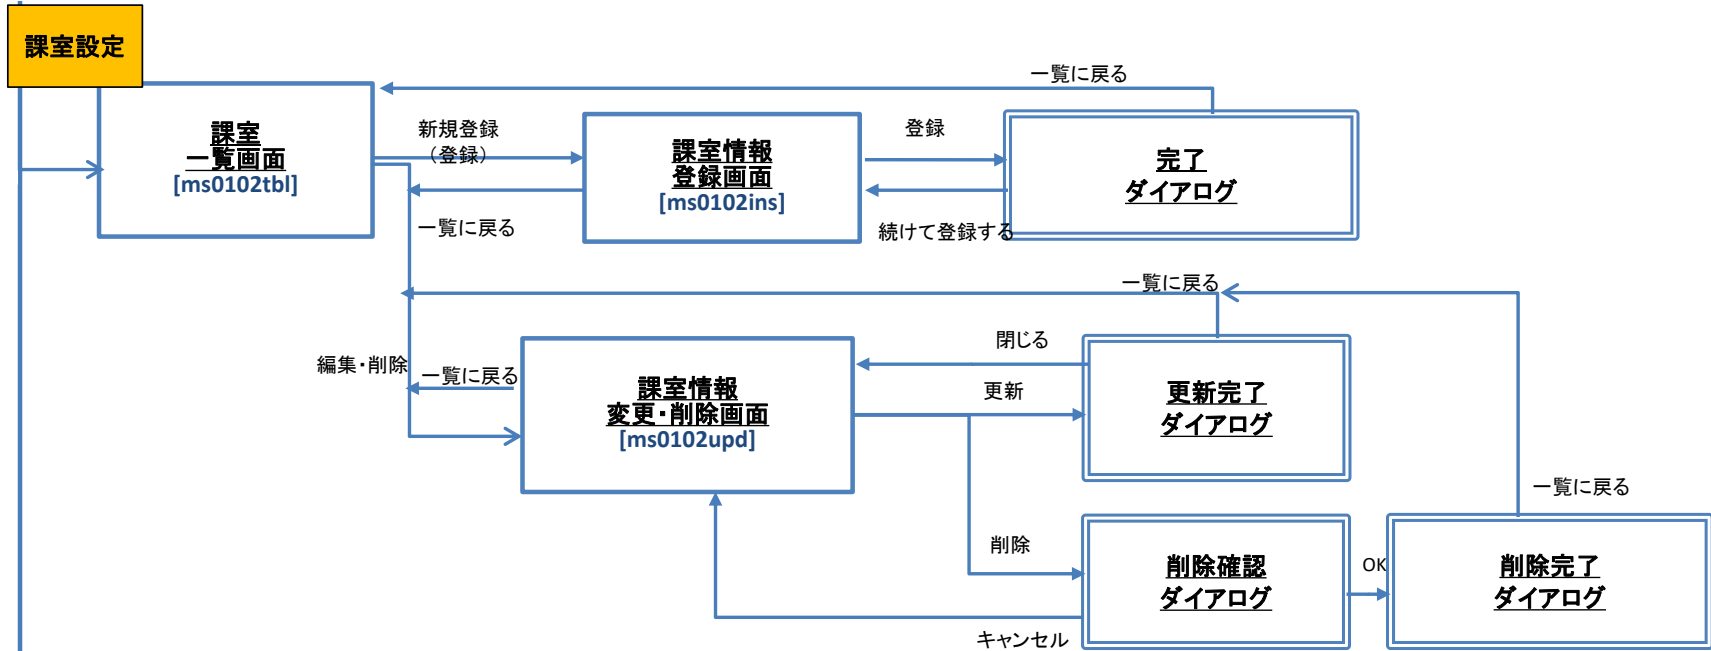 課室設定
一覧に戻る
課室
一覧画面
[ms0102tbl]
新規登録
（登録）
課室情報
登録画面
[ms0102ins]
登録
完了
ダイアログ
一覧に戻る
続けて登録する
一覧に戻る
編集・削除
一覧に戻る
課室情報
変更・削除画面
[ms0102upd]
閉じる
更新
更新完了
ダイアログ
一覧に戻る
削除
削除確認
ダイアログ
OK
削除完了
ダイアログ
キャンセル